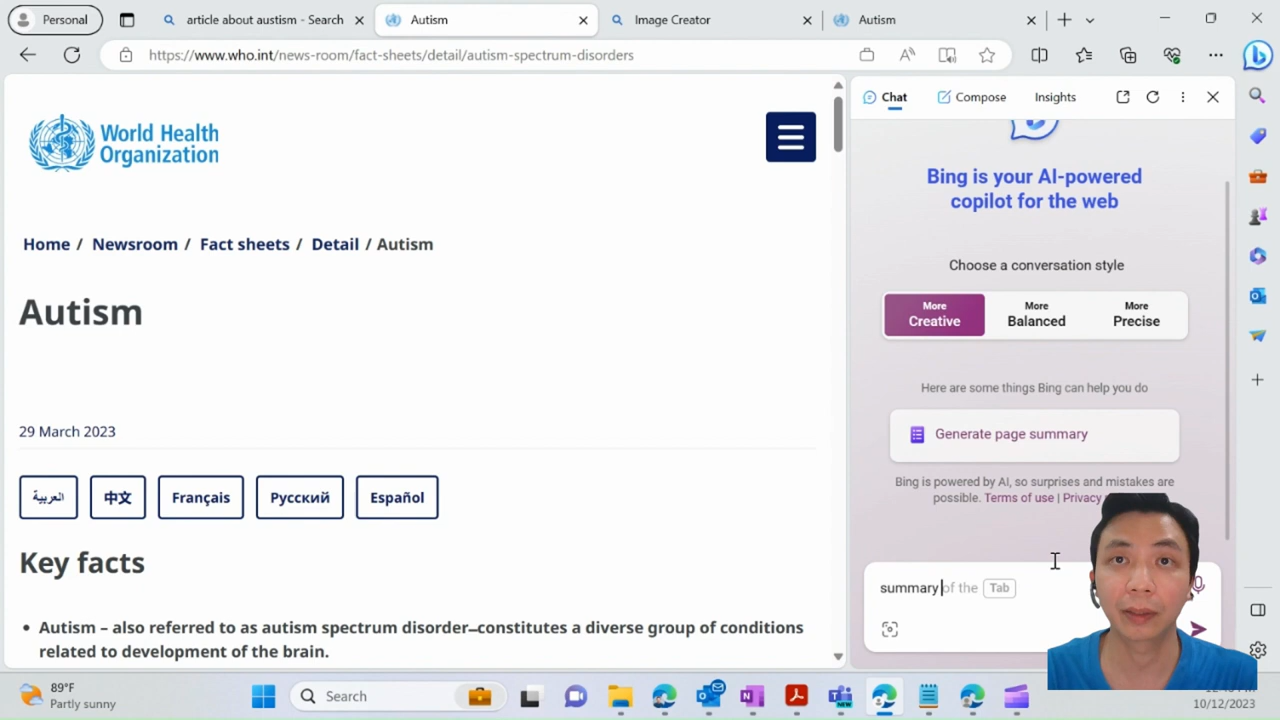 Personal
article about austism - Search
Autism
Image Creator
Autism
https://www.who.int/news-room/fact-sheets/detail/autism-spectrum-disorders
World Health
Organization
Home / Newsroom / Fact sheets / Detail / Autism
Autism
29 March 2023
العربية
中文
Français
Русский
Español
Key facts
• Autism – also referred to as autism spectrum disorder ̶ constitutes a diverse group of conditions
related to development of the brain.
Chat
Compose
Insights
Bing is your AI-powered
copilot for the web
Choose a conversation style
More
Creative
More
Balanced
More
Precise
Here are some things Bing can help you do
Generate page summary
Bing is powered by AI, so surprises and mistakes are
possible. Terms of use | Privacy
summary of the Tab
89°F
Partly sunny
Search
NEW
10/12/2023